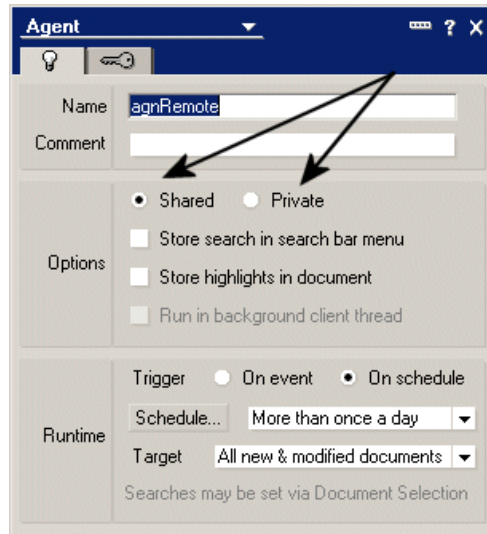 Agent ? X
Name agnRemote
Comment
Shared Private
Store search in search bar menu
Options Store highlights in document
Run in background client thread
Trigger On event On schedule
Schedule... More than once a day
Runtime
Target All new & modified documents
Searches may be set via Document Selection